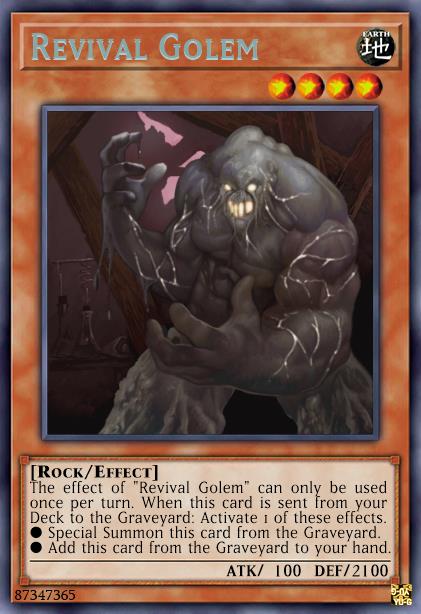 REVIVAL GOLEM
EARTH
地
[ROCK/EFFECT]
The effect of "Revival Golem" can only be used
once per turn. When this card is sent from your
Deck to the Graveyard: Activate 1 of these effects.
● Special Summon this card from the Graveyard.
● Add this card from the Graveyard to your hand.
ATK/ 100 DEF/2100
87347365